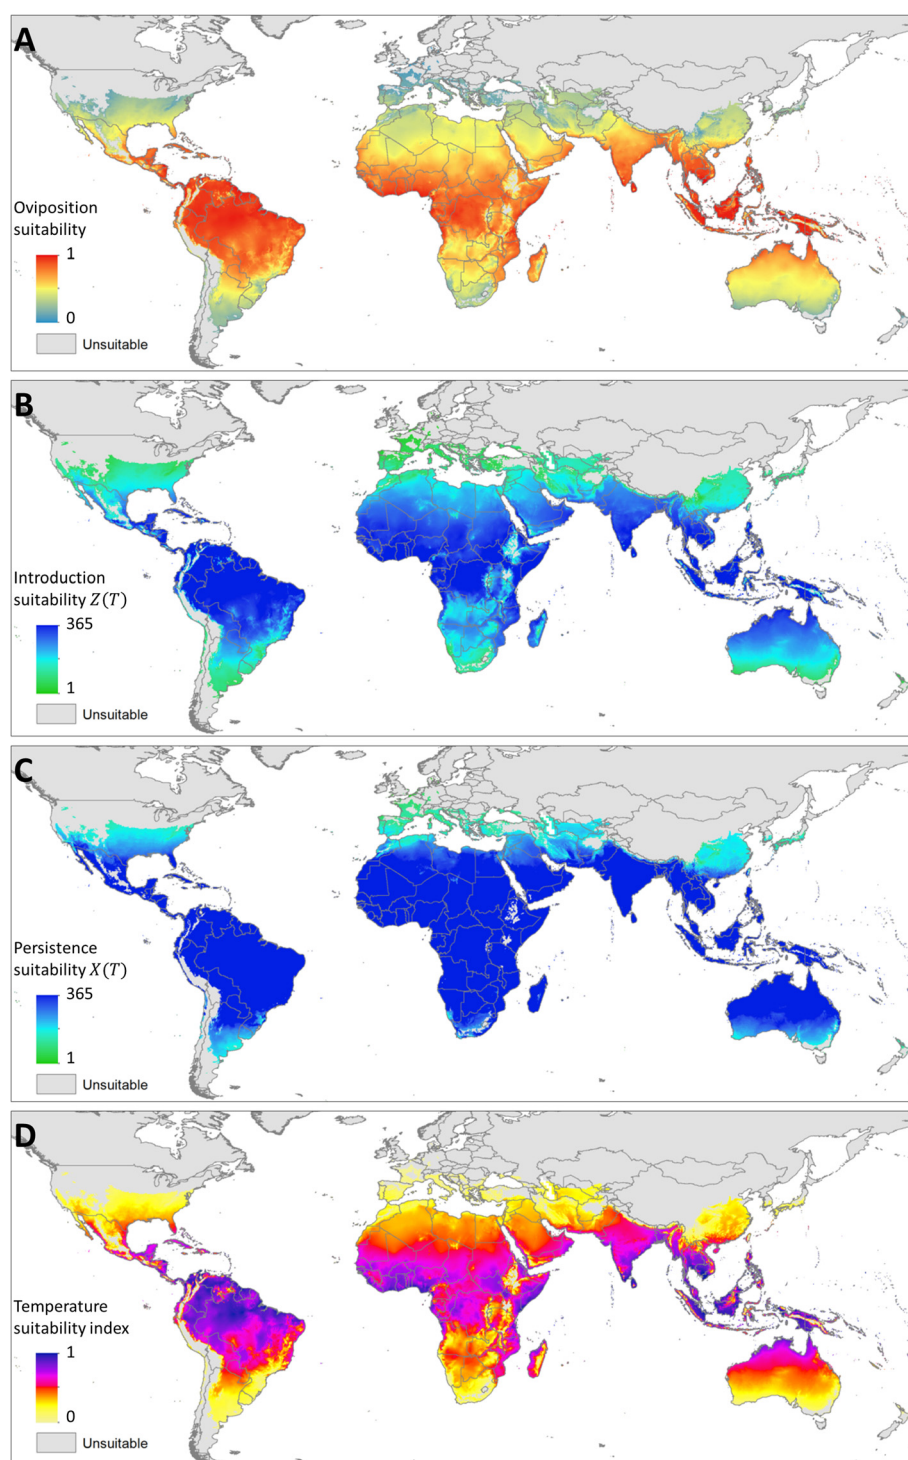 A
Oviposition
suitability
1
0
Unsuitable
B
Introduction
suitability Z(T)
365
1
Unsuitable
C
Persistence
suitability X(T)
365
1
Unsuitable
D
Temperature
suitability index
1
0
Unsuitable